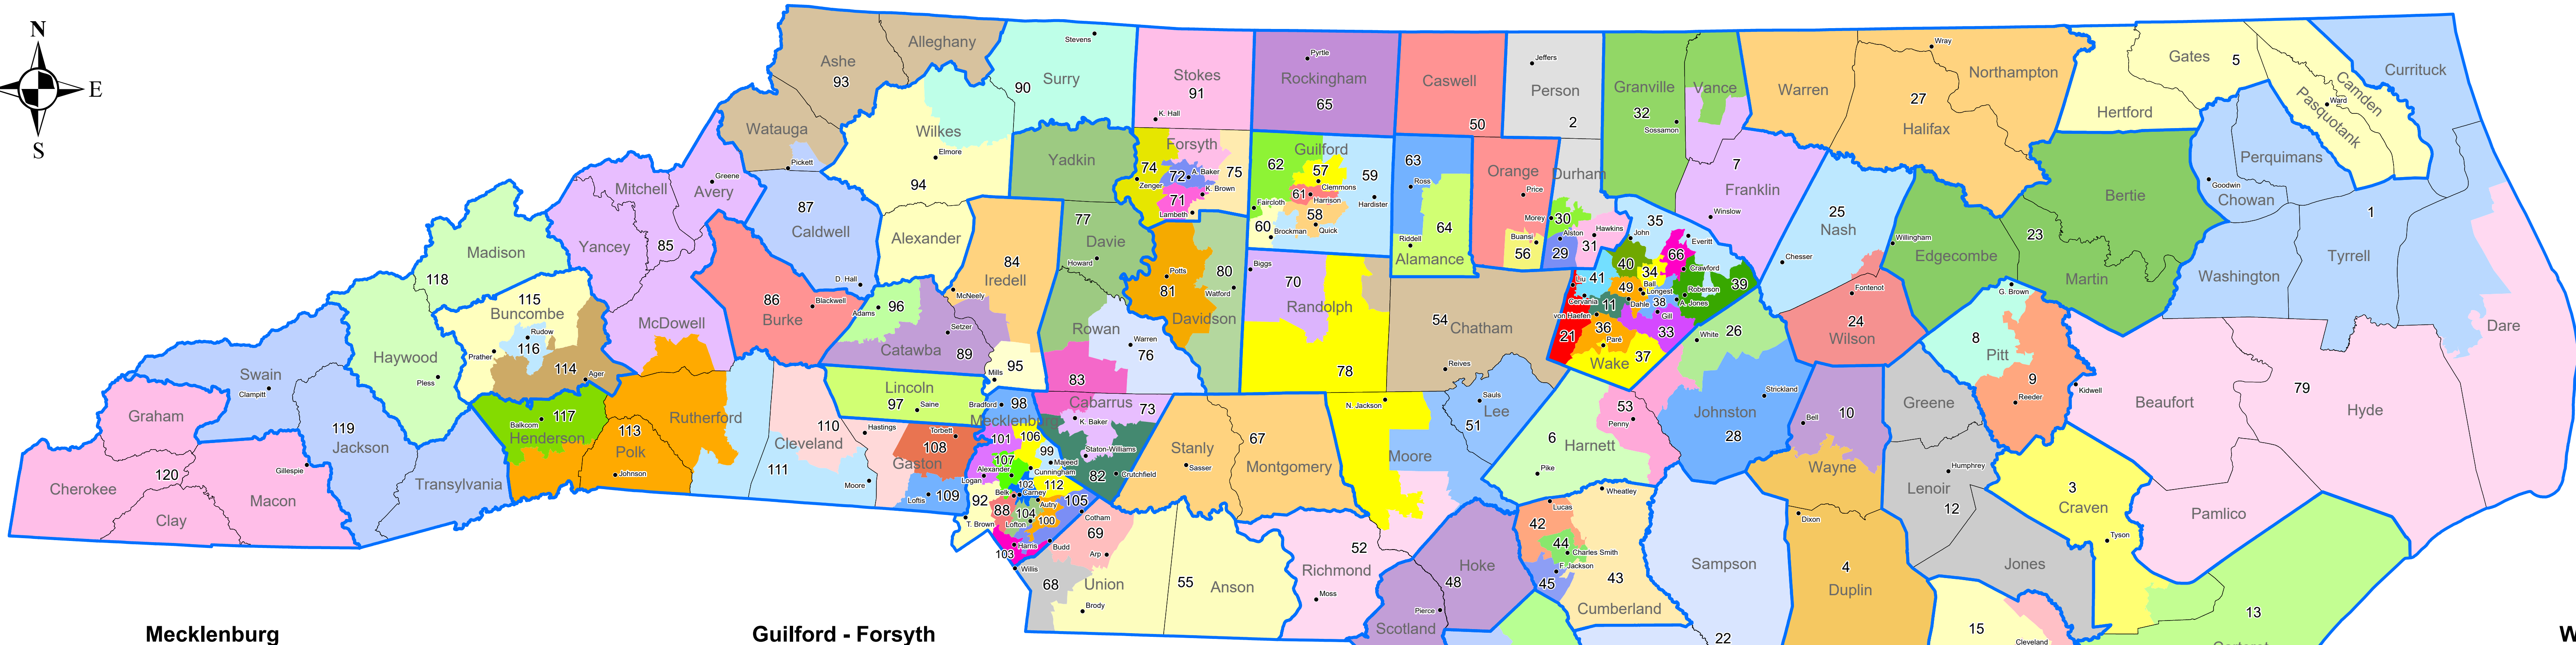 N
E
S
Ashe
93
Alleghany
Stevens
90
Surry
Stokes
91
K. Hall
Pyrtle
Rockingham
65
Caswell
50
Jeffers
Person
2
Granville
32
Vance
Sossamon
Warren
27
Wray
Northampton
Halifax
Gates
5
Hertford
Camden
Ward
Pasquotank
Currituck
Watauga
Pickett
Wilkes
Elmore
94
Yadkin
Forsyth
74
Zenger
72
A. Baker
75
K. Brown
71
Lambeth
Guilford
62
57
Clemmons
59
61
Harrison
Hardister
Faircloth
58
60
Brockman
Quick
63
Ross
64
Riddell
Alamance
Orange
Price
Durham
Morey
30
Buansi
56
Alston
29
31
Hawkins
7
Franklin
Winslow
35
John
Everitt
66
25
Nash
Chesser
Willingham
Edgecombe
23
Bertie
Martin
Perquimans
Goodwin
Chowan
1
Washington
Tyrrell
Dare
Mitchell
Greene
Avery
Yancey
85
87
Caldwell
D. Hall
Alexander
77
Davie
Howard
84
Iredell
McNeely
Potts
80
81
Watford
Davidson
Biggs
70
Randolph
54
Chatham
Reives
78
Liu
41
40
34
Crawford
Ball
49
Longest
Roberson
39
Cervania
11
Dahle
38
A. Jones
von Haefen
Gill
36
33
21
Paré
37
Wake
White
26
Fontenot
24
Wilson
G. Brown
8
Pitt
9
Reeder
Kidwell
Beaufort
79
Hyde
Madison
118
115
Buncombe
Rudow
116
Prather
114
Ager
McDowell
86
Blackwell
Burke
96
Adams
Setzer
Catawba
89
Rowan
Warren
76
95
Mills
83
Haywood
Pless
Swain
Clampitt
Graham
119
Jackson
Balkcom
117
Henderson
113
Polk
Johnson
Rutherford
Lincoln
97
Saine
Bradford
98
Mecklenburg
Cabarrus
73
K. Baker
110
Cleveland
Hastings
Torbett
108
Gaston
111
Moore
Loftis
109
101
106
99
Majeed
107
Alexander
Cunningham
Logan
102
112
Belk
Carney
92
88
Autry
105
104
100
T. Brown
Lofton
Cotham
Harris
103
Budd
Willis
Staton-Williams
82
Crutchfield
Stanly
Sasser
67
Montgomery
N. Jackson
Moore
Sauls
51
Lee
6
Harnett
Pike
53
Penny
Strickland
Johnston
28
Bell
10
Wayne
Greene
Humphrey
Lenoir
12
3
Craven
Tyson
Pamlico
120
Cherokee
Clay
Macon
Gillespie
Transylvania
69
Arp
68
Union
Brody
55
Anson
52
Richmond
Moss
48
Hoke
Pierce
Scotland
Wheatley
Lucas
42
44
Charles Smith
F. Jackson
45
43
Cumberland
Sampson
22
Dixon
4
Duplin
Jones
15
Cleveland
13
Mecklenburg
Guilford - Forsyth